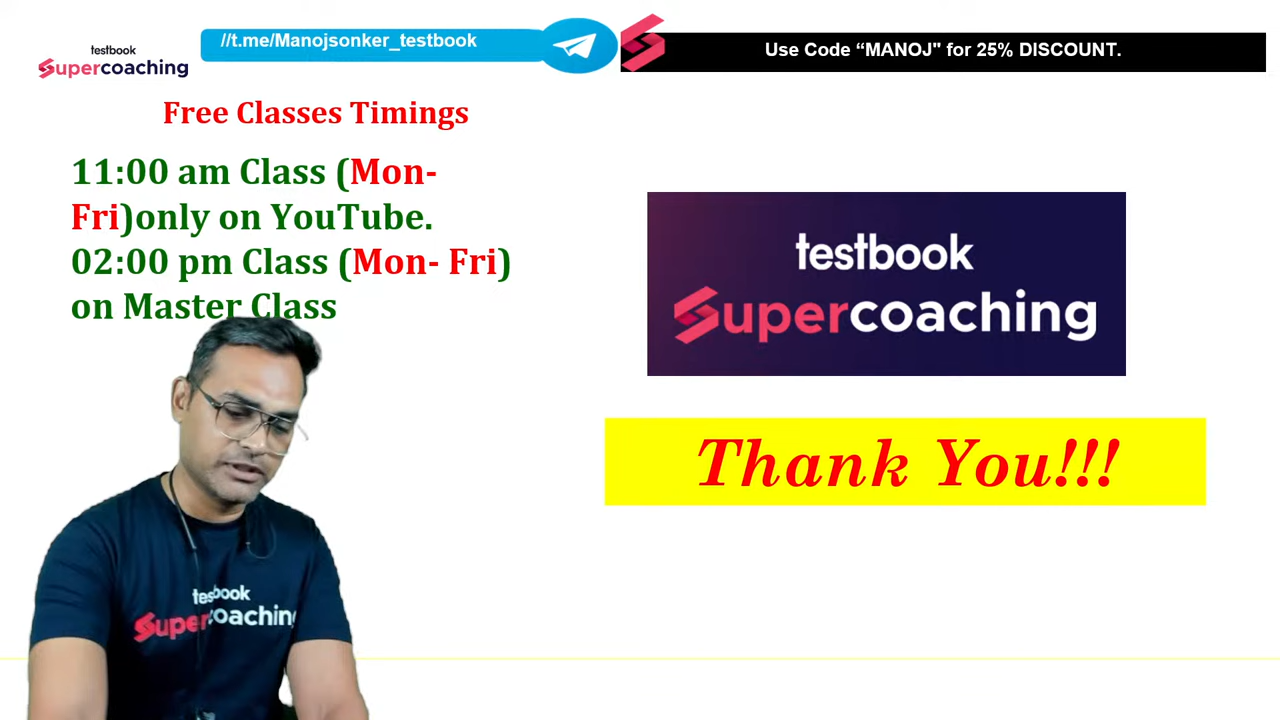 testbook
Supercoaching
//t.me/Manojsonker_testbook
Use Code “MANOJ" for 25% DISCOUNT.
Free Classes Timings
11:00 am Class (Mon-
Fri)only on YouTube.
02:00 pm Class (Mon- Fri)
on Master Class
testbook
Supercoaching
Thank You!!!
testbook
Supercoaching